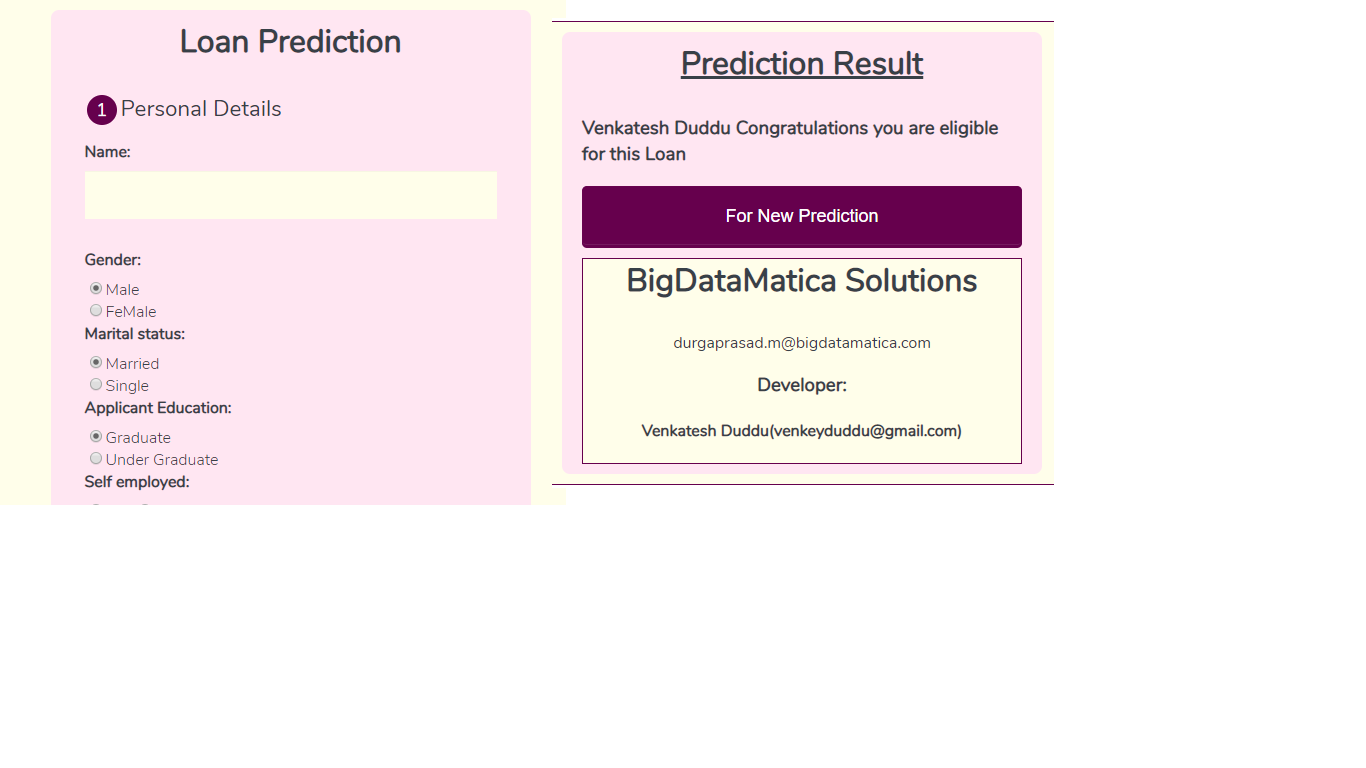 Loan Prediction
1 Personal Details
Name:
Gender:
Male
FeMale
Marital status:
Married
Single
Applicant Education:
Graduate
Under Graduate
Self employed:
Prediction Result
Venkatesh Duddu Congratulations you are eligible
for this Loan
For New Prediction
BigDataMatica Solutions
durgaprasad.m@bigdatamatica.com
Developer:
Venkatesh Duddu(venkeyduddu@gmail.com)